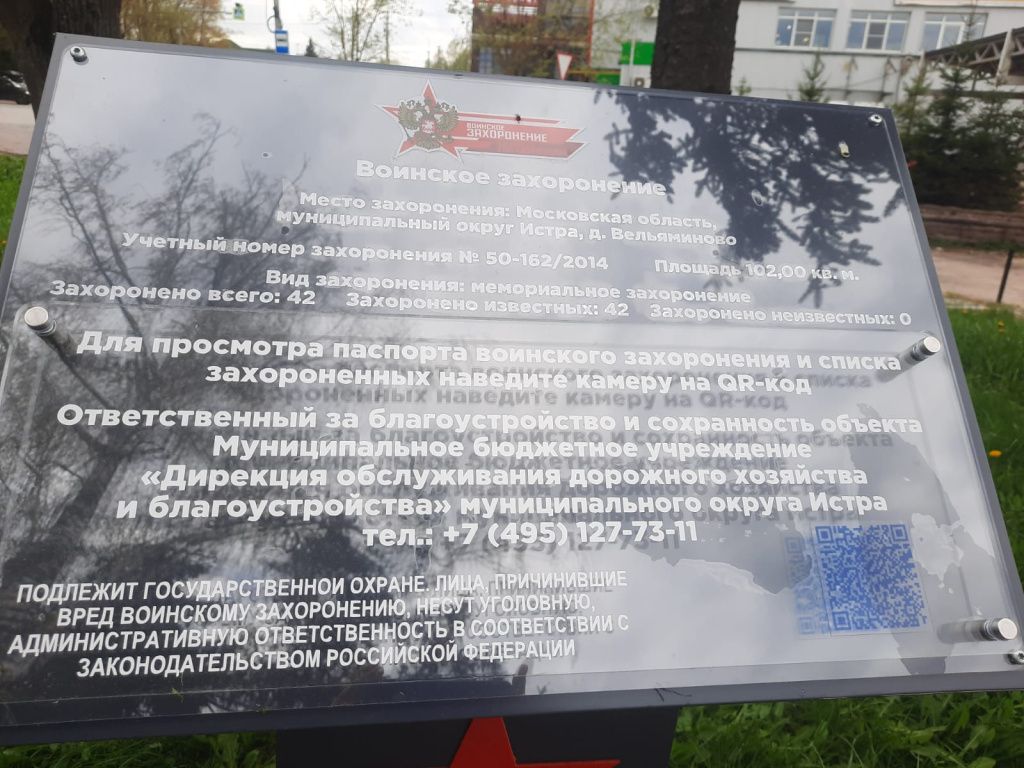 ВОИНСКОЕ
ЗАХОРОНЕНИЕ
Воинское захоронение
Место захоронения: Московская область,
муниципальный округ Истра, д. Вельяминово
Учетный номер захоронения № 50-162/2014 Площадь 102,00 кв. м.
Вид захоронения: мемориальное захоронение
Захоронено всего: 42 Захоронено известных: 42 Захоронено неизвестных: 0
Для просмотра паспорта воинского захоронения и списка
захороненных наведите камеру на QR-код
Ответственный за благоустройство и сохранность объекта
Муниципальное бюджетное учреждение
«Дирекция обслуживания дорожного хозяйства
и благоустройства» муниципального округа Истра
тел.: +7 (495) 127-73-11
ПОДЛЕЖИТ ГОСУДАРСТВЕННОЙ ОХРАНЕ. ЛИЦА, ПРИЧИНИВШИЕ
ВРЕД ВОИНСКОМУ ЗАХОРОНЕНИЮ, НЕСУТ УГОЛОВНУЮ,
АДМИНИСТРАТИВНУЮ ОТВЕТСТВЕННОСТЬ В СООТВЕТСТВИИ С
ЗАКОНОДАТЕЛЬСТВОМ РОССИЙСКОЙ ФЕДЕРАЦИИ